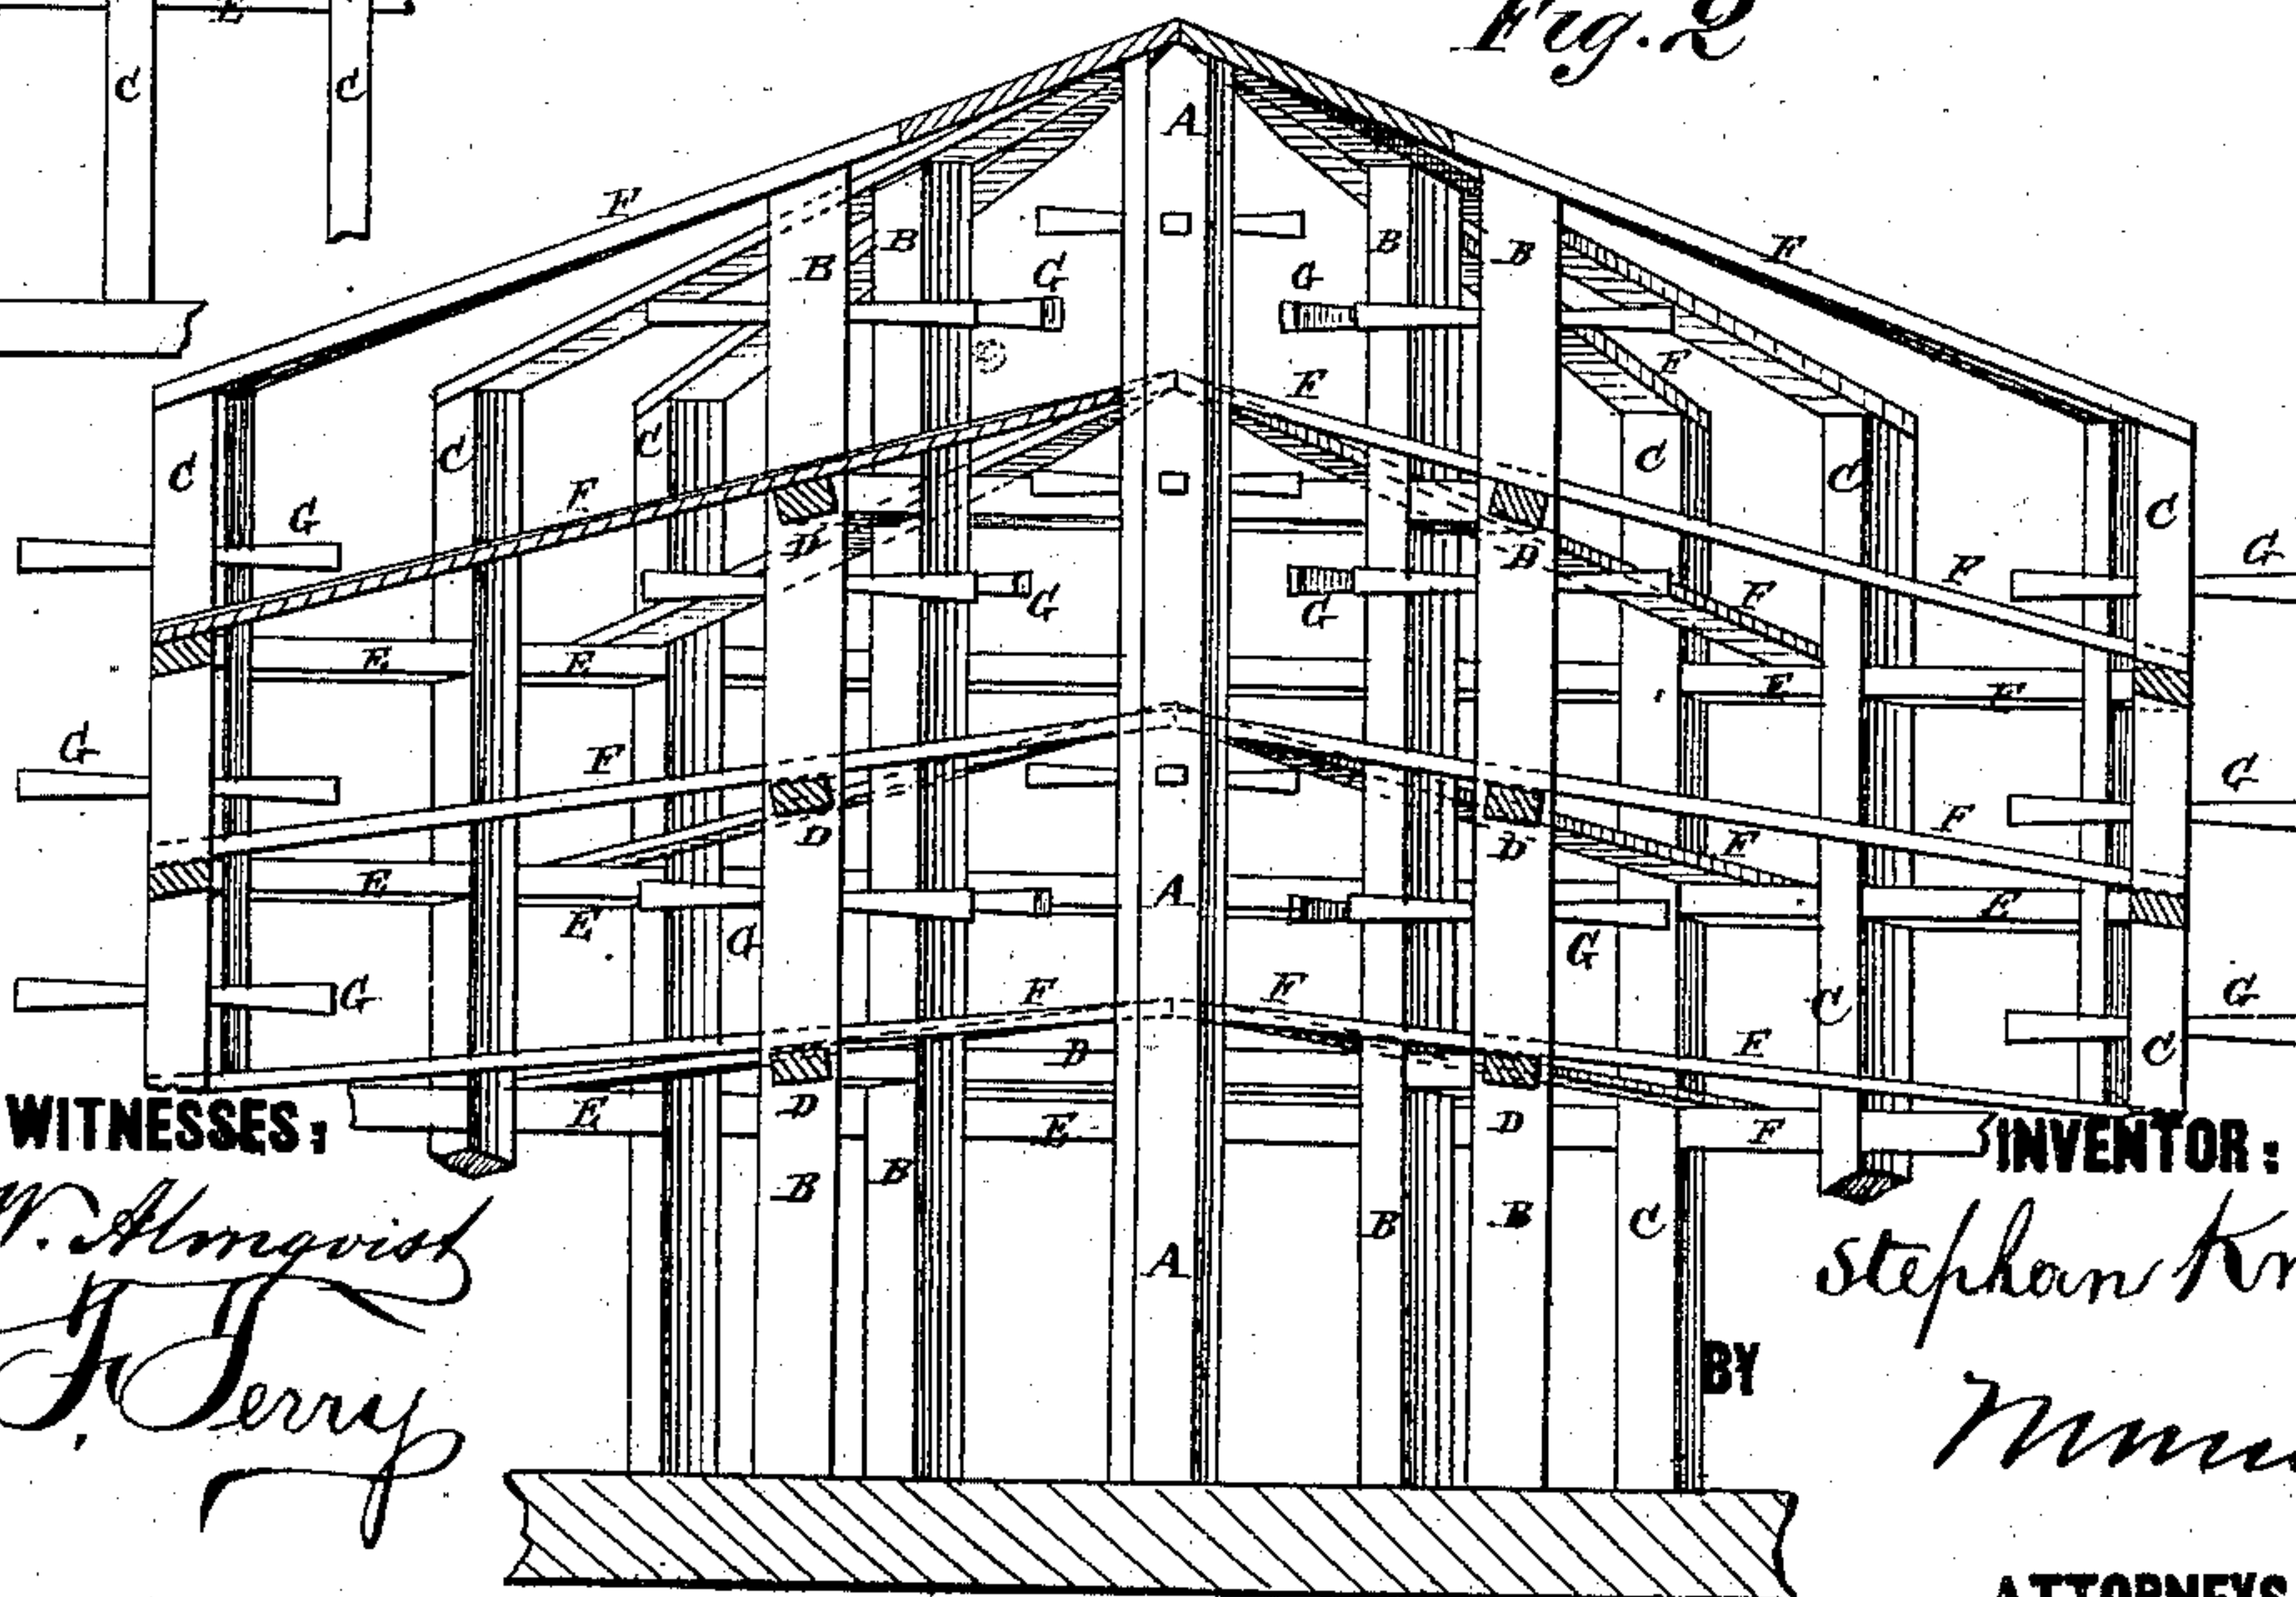 E
Fig. 2
C C
A
F F
B B B B
G G
F F
C C C C C C
F
G G
D D
F F
G G
E E E E
G G
F F F F
D D
E E
A
E
G G
G F F G
C C
D
F
WITNESSES:
E E D D F
INVENTOR:
B B B B C
A
W. Almqvist
Stephan
F. Terry
BY
ATTORNEYS